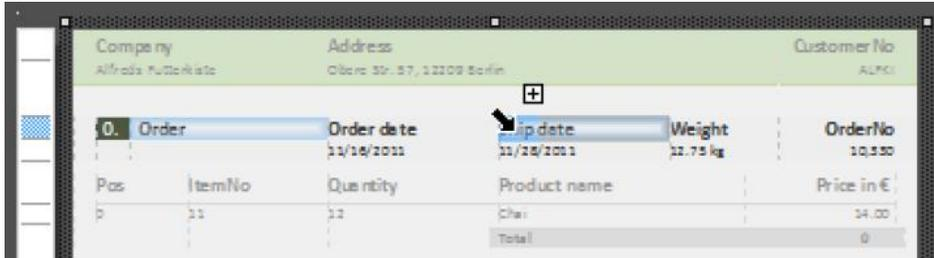 Company Address Customer No
Alfreds Futterkiste Obere Str. 57, 12209 Berlin ALFKI
0. Order Order date Ship date Weight OrderNo
11/16/2011 11/28/2011 12.75 kg 10,350
Pos ItemNo Quantity Product name Price in €
0 11 12 Chai 14.00
Total 0